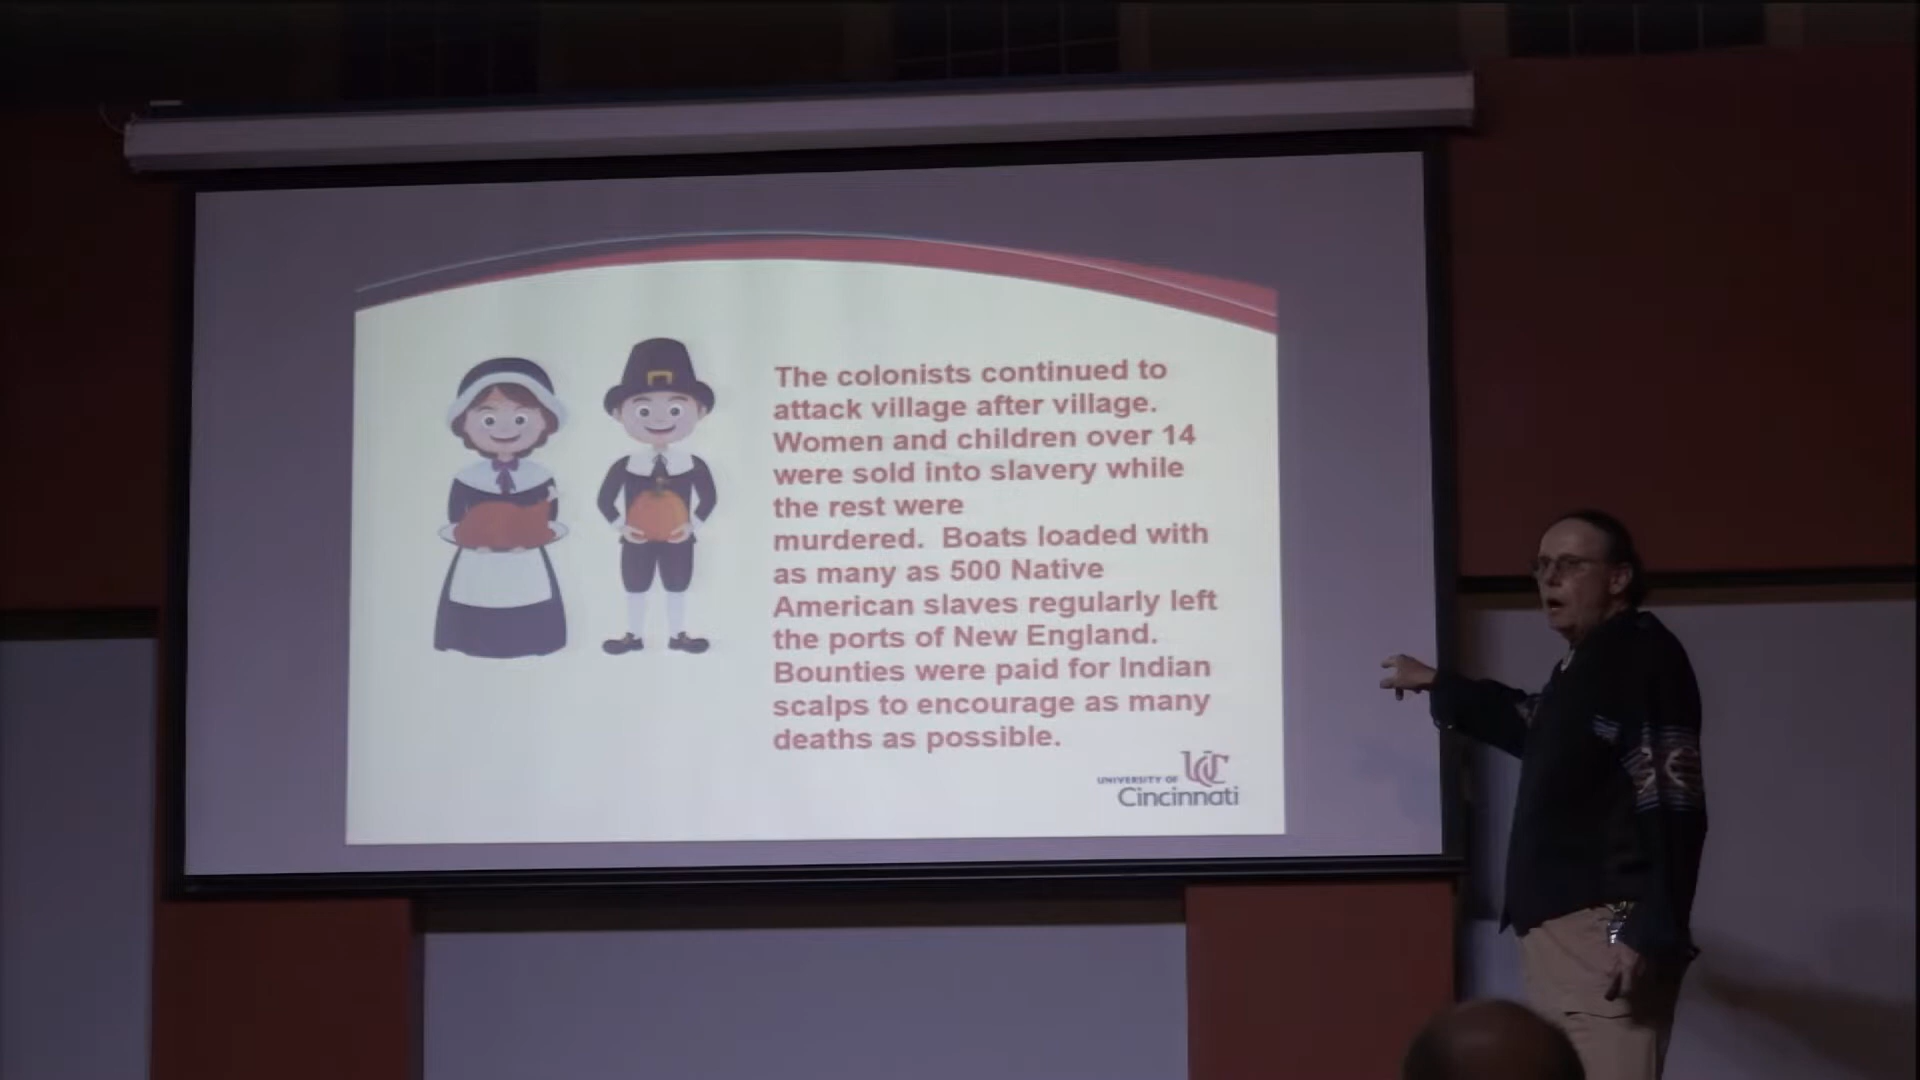 The colonists continued to
attack village after village.
Women and children over 14
were sold into slavery while
the rest were
murdered.  Boats loaded with
as many as 500 Native
American slaves regularly left
the ports of New England.
Bounties were paid for Indian
scalps to encourage as many
deaths as possible.
UNIVERSITY OF UC
Cincinnati